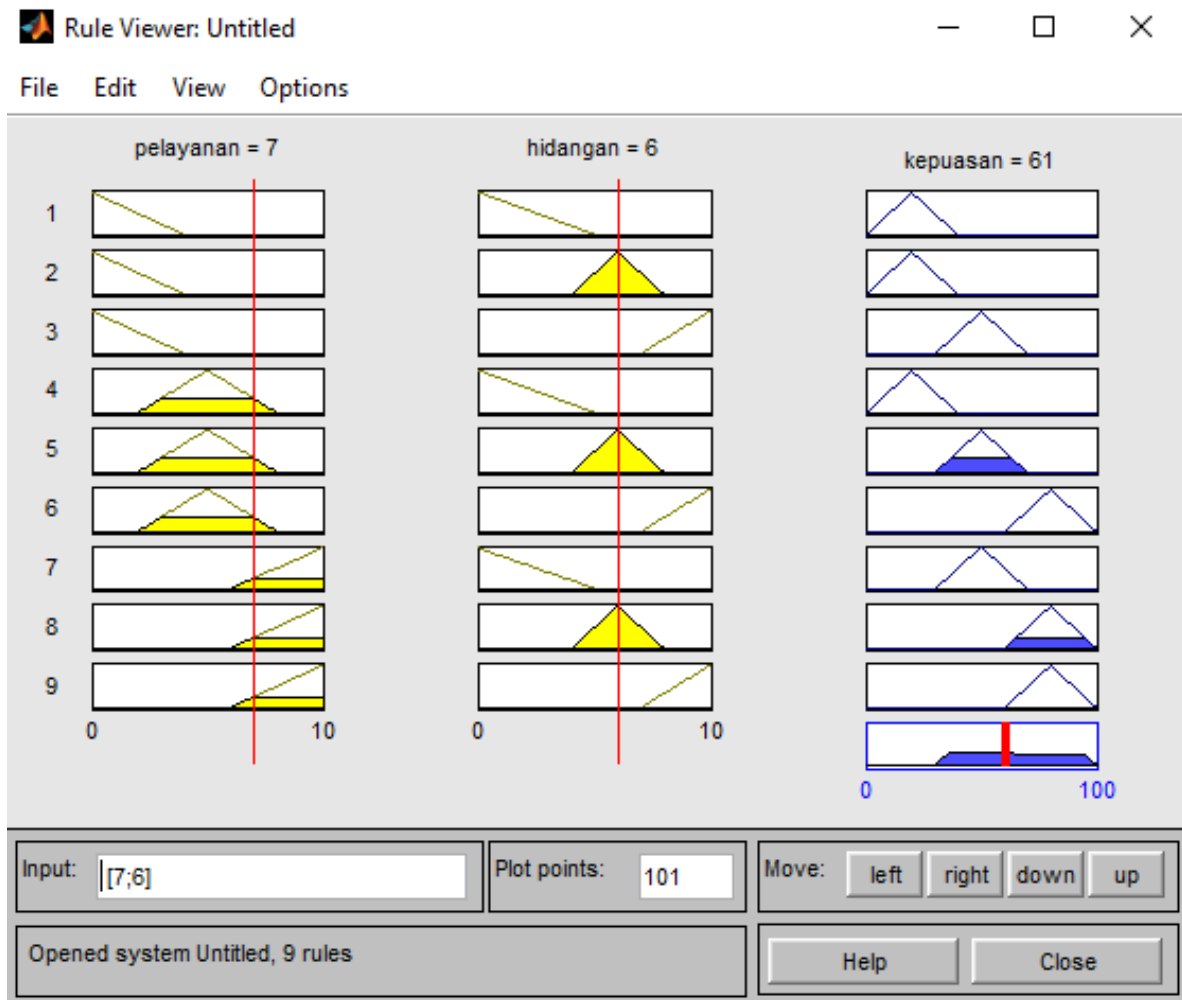 Rule Viewer: Untitled
File Edit View Options
pelayanan = 7 hidangan = 6 kepuasan = 61
1
2
3
4
5
6
7
8
9
0 10 0 10
0 100
Input: [7;6] Plot points: 101 Move: left right down up
Opened system Untitled, 9 rules Help Close